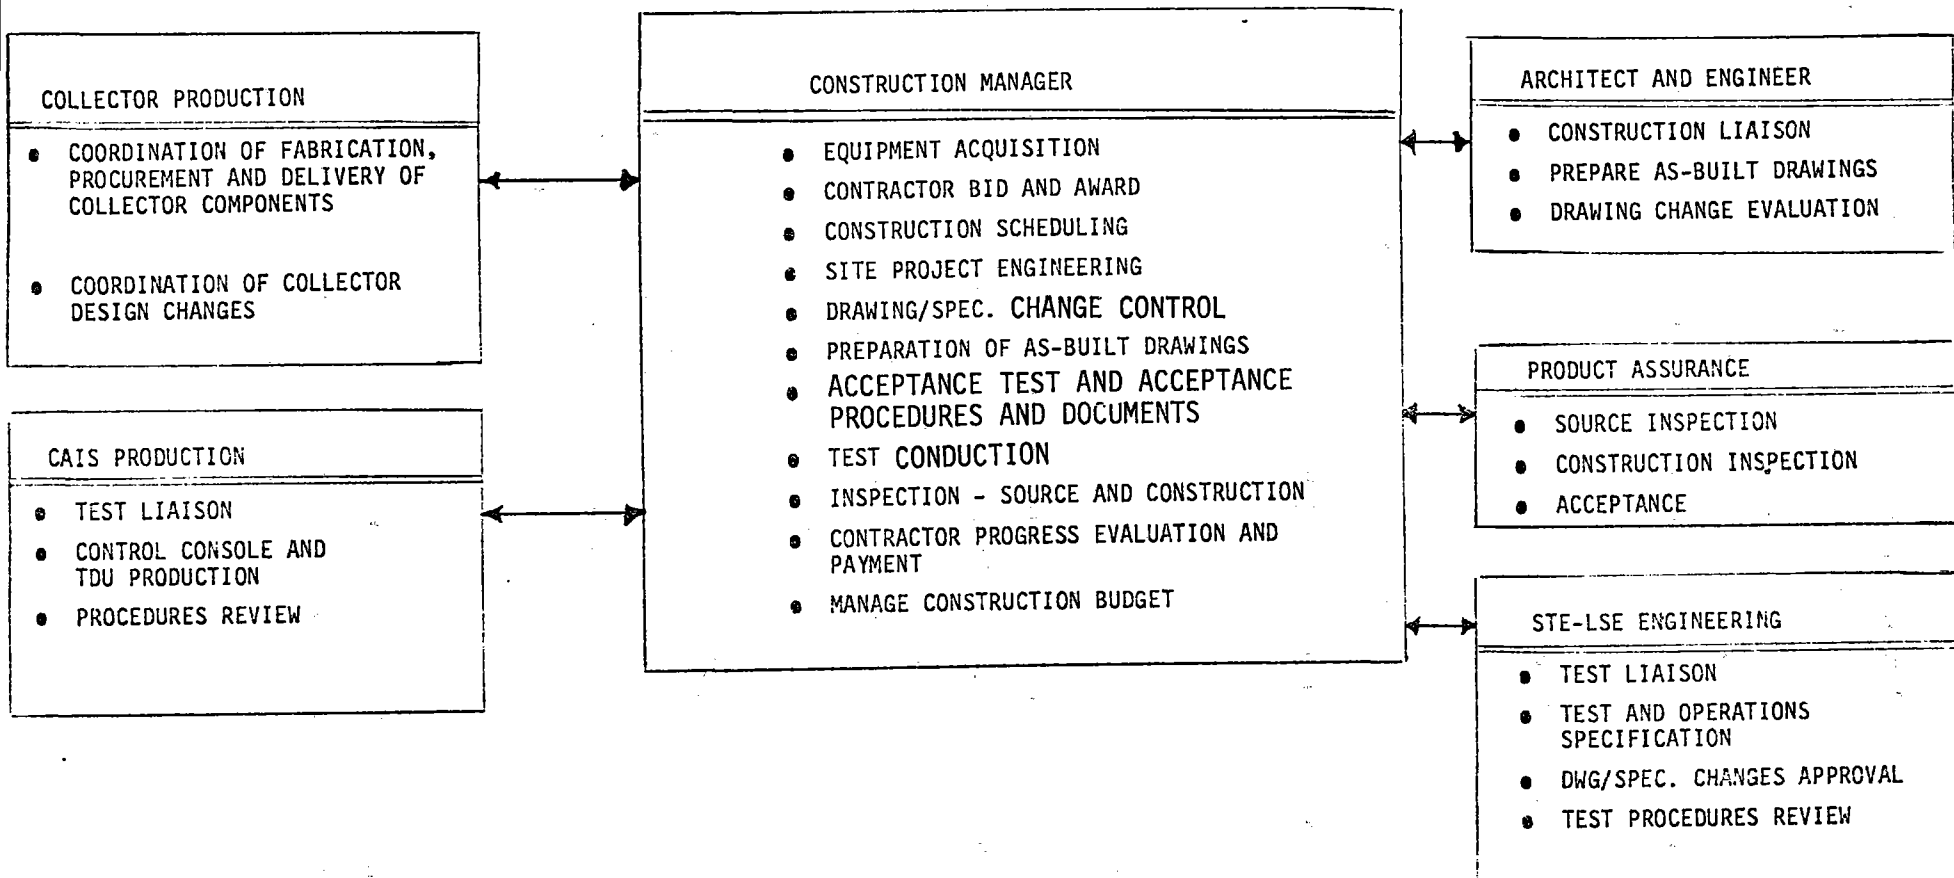 COLLECTOR PRODUCTION
● COORDINATION OF FABRICATION,
PROCUREMENT AND DELIVERY OF
COLLECTOR COMPONENTS
● COORDINATION OF COLLECTOR
DESIGN CHANGES
CAIS PRODUCTION
● TEST LIAISON
● CONTROL CONSOLE AND
TDU PRODUCTION
● PROCEDURES REVIEW
CONSTRUCTION MANAGER
● EQUIPMENT ACQUISITION
● CONTRACTOR BID AND AWARD
● CONSTRUCTION SCHEDULING
● SITE PROJECT ENGINEERING
● DRAWING/SPEC. CHANGE CONTROL
● PREPARATION OF AS-BUILT DRAWINGS
● ACCEPTANCE TEST AND ACCEPTANCE
PROCEDURES AND DOCUMENTS
● TEST CONDUCTION
● INSPECTION - SOURCE AND CONSTRUCTION
● CONTRACTOR PROGRESS EVALUATION AND
PAYMENT
● MANAGE CONSTRUCTION BUDGET
ARCHITECT AND ENGINEER
● CONSTRUCTION LIAISON
● PREPARE AS-BUILT DRAWINGS
● DRAWING CHANGE EVALUATION
PRODUCT ASSURANCE
● SOURCE INSPECTION
● CONSTRUCTION INSPECTION
● ACCEPTANCE
STE-LSE ENGINEERING
● TEST LIAISON
● TEST AND OPERATIONS
SPECIFICATION
● DWG/SPEC. CHANGES APPROVAL
● TEST PROCEDURES REVIEW